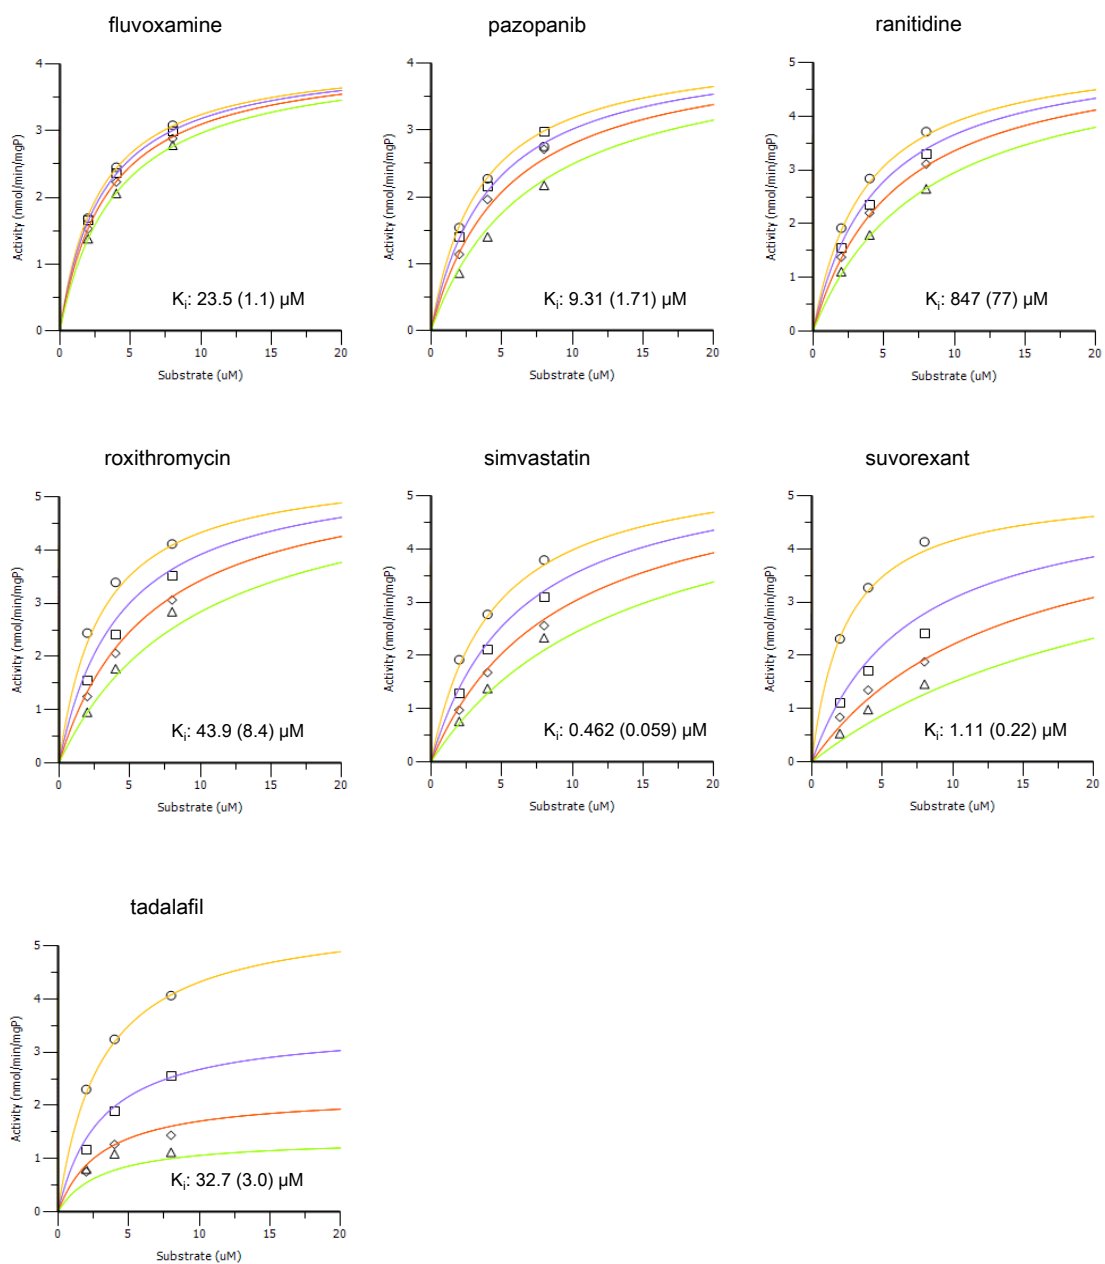 fluvoxamine
pazopanib
ranitidine
4
3
2
1
0
Activity (nmol/min/mgP)
0 5 10 15 20
Substrate (uM)
Ki: 23.5 (1.1) µM
4
3
2
1
0
Activity (nmol/min/mgP)
0 5 10 15 20
Substrate (uM)
Ki: 9.31 (1.71) µM
5
4
3
2
1
0
Activity (nmol/min/mgP)
0 5 10 15 20
Substrate (uM)
Ki: 847 (77) µM
roxithromycin
simvastatin
suvorexant
5
4
3
2
1
0
Activity (nmol/min/mgP)
0 5 10 15 20
Substrate (uM)
Ki: 43.9 (8.4) µM
5
4
3
2
1
0
Activity (nmol/min/mgP)
0 5 10 15 20
Substrate (uM)
Ki: 0.462 (0.059) µM
5
4
3
2
1
0
Activity (nmol/min/mgP)
0 5 10 15 20
Substrate (uM)
Ki: 1.11 (0.22) µM
tadalafil
5
4
3
2
1
0
Activity (nmol/min/mgP)
0 5 10 15 20
Substrate (uM)
Ki: 32.7 (3.0) µM